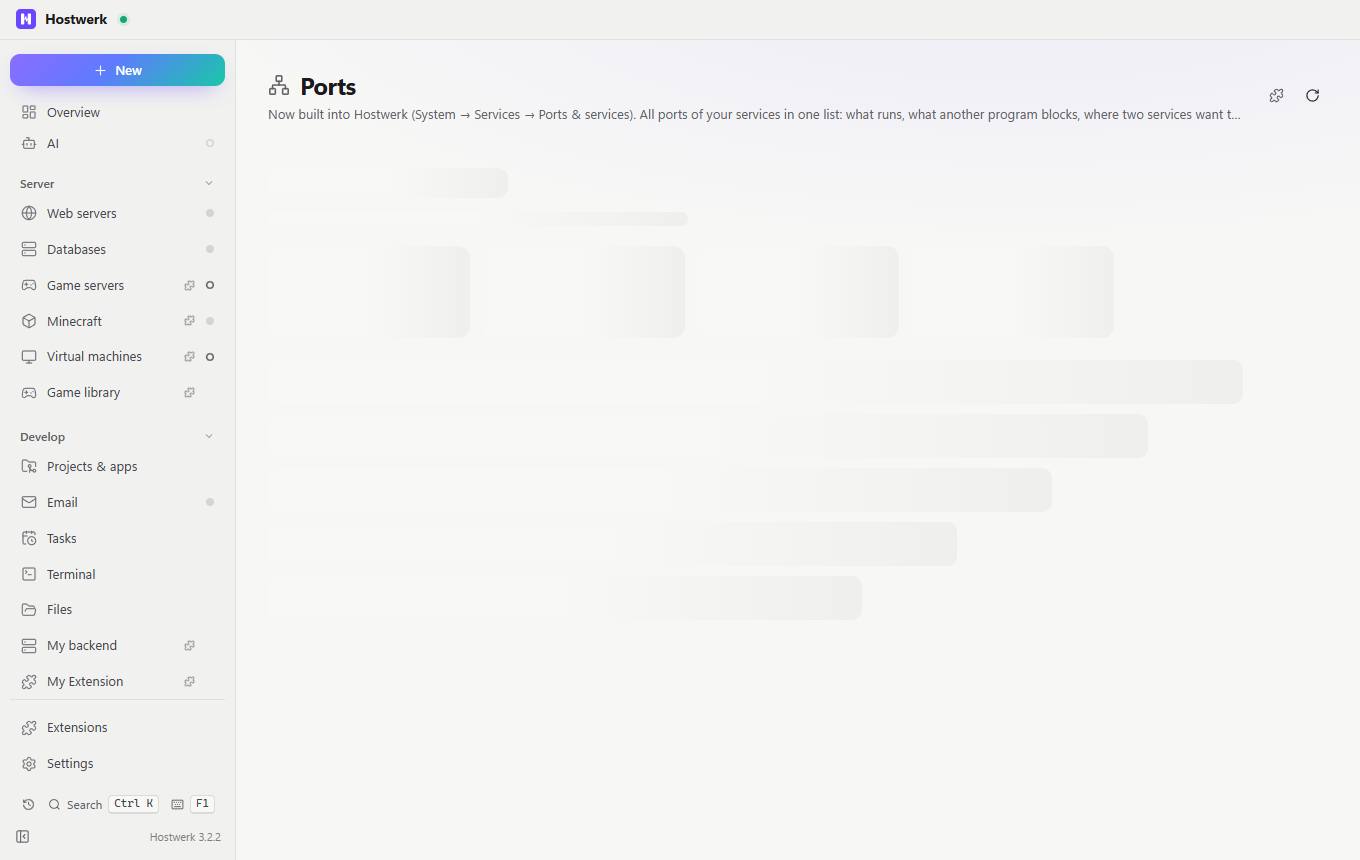 Hostwerk
New
Overview
AI
Server
Web servers
Databases
Game servers
Minecraft
Virtual machines
Game library
Develop
Projects & apps
Email
Tasks
Terminal
Files
My backend
My Extension
Extensions
Settings
Search Ctrl K F1
Hostwerk 3.2.2
Ports
Now built into Hostwerk (System → Services → Ports & services). All ports of your services in one list: what runs, what another program blocks, where two services want t...